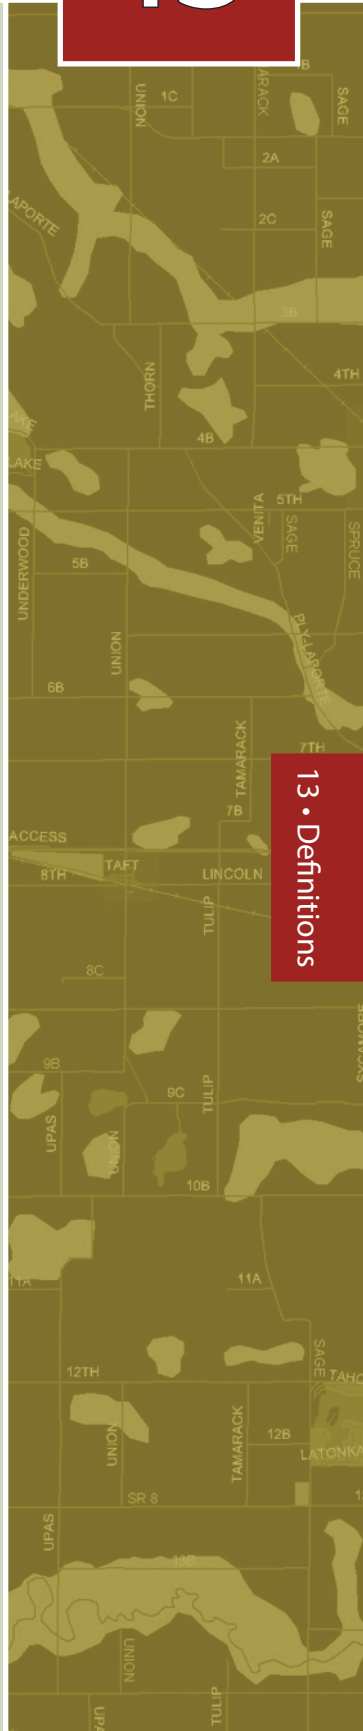 UNION
1C
SAGE
2A
LAPORTE
2C
SAGE
3B
THORN
4TH
4B
LAKE
5TH
VENITA
SAGE
SPRUCE
UNDERWOOD
5B
UNION
PLY-LAPORTE
6B
7TH
TAMARACK
7B
13 • Definitions
ACCESS
TAFT
8TH
LINCOLN
TULIP
8C
9B
9C
TULIP
UPAS
UNION
10B
11A
11A
12TH
SAGE
UNION
TAMARACK
12B
LATONKA
SR 8
UPAS
UNION
TULIP